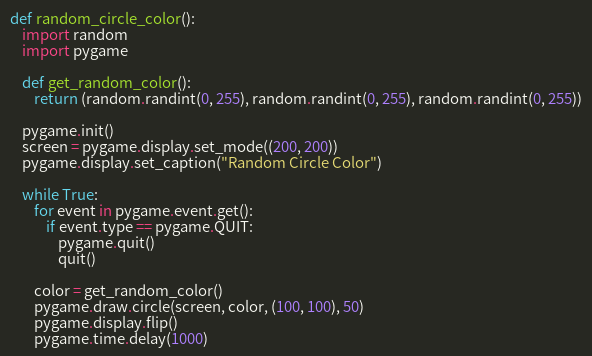 def random_circle_color():
    import random
    import pygame

    def get_random_color():
        return (random.randint(0, 255), random.randint(0, 255), random.randint(0, 255))

    pygame.init()
    screen = pygame.display.set_mode((200, 200))
    pygame.display.set_caption("Random Circle Color")

    while True:
        for event in pygame.event.get():
            if event.type == pygame.QUIT:
                pygame.quit()
                quit()

        color = get_random_color()
        pygame.draw.circle(screen, color, (100, 100), 50)
        pygame.display.flip()
        pygame.time.delay(1000)